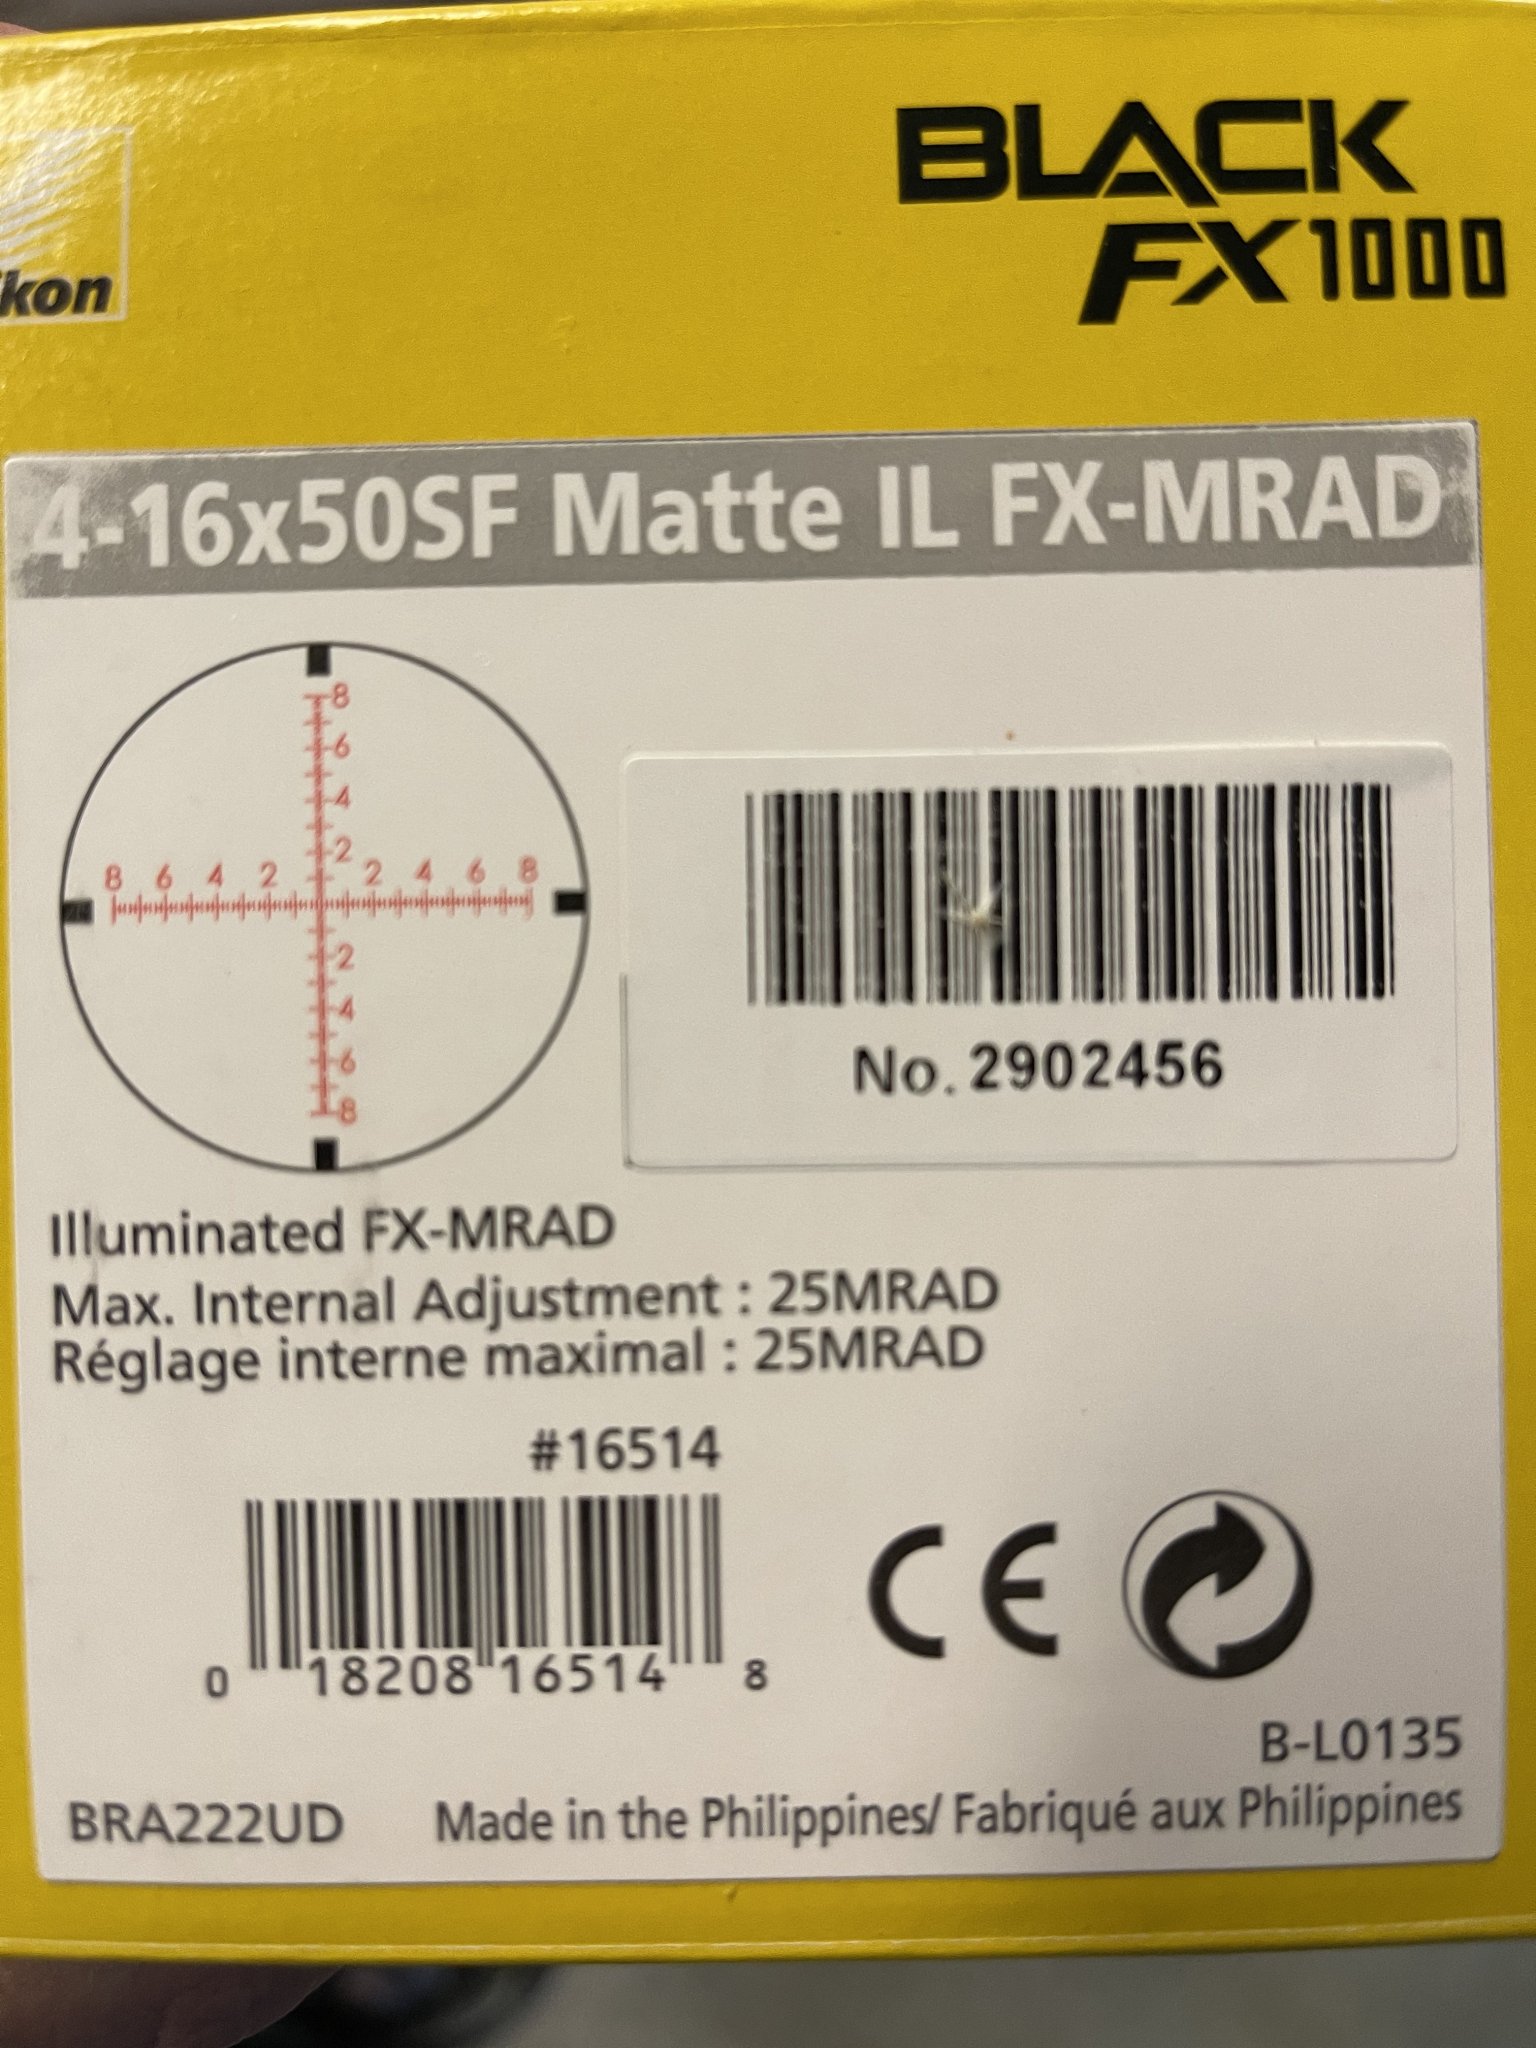 BLACK
FX1000
kon
4-16x50SF Matte IL FX-MRAD
8
6
4
2
8 6 4 2 2 4 6 8
2
4
6
8
No. 2902456
Illuminated FX-MRAD
Max. Internal Adjustment : 25MRAD
Réglage interne maximal : 25MRAD
#16514
0 18208 16514 8
CE
B-L0135
BRA222UD Made in the Philippines/ Fabriqué aux Philippines